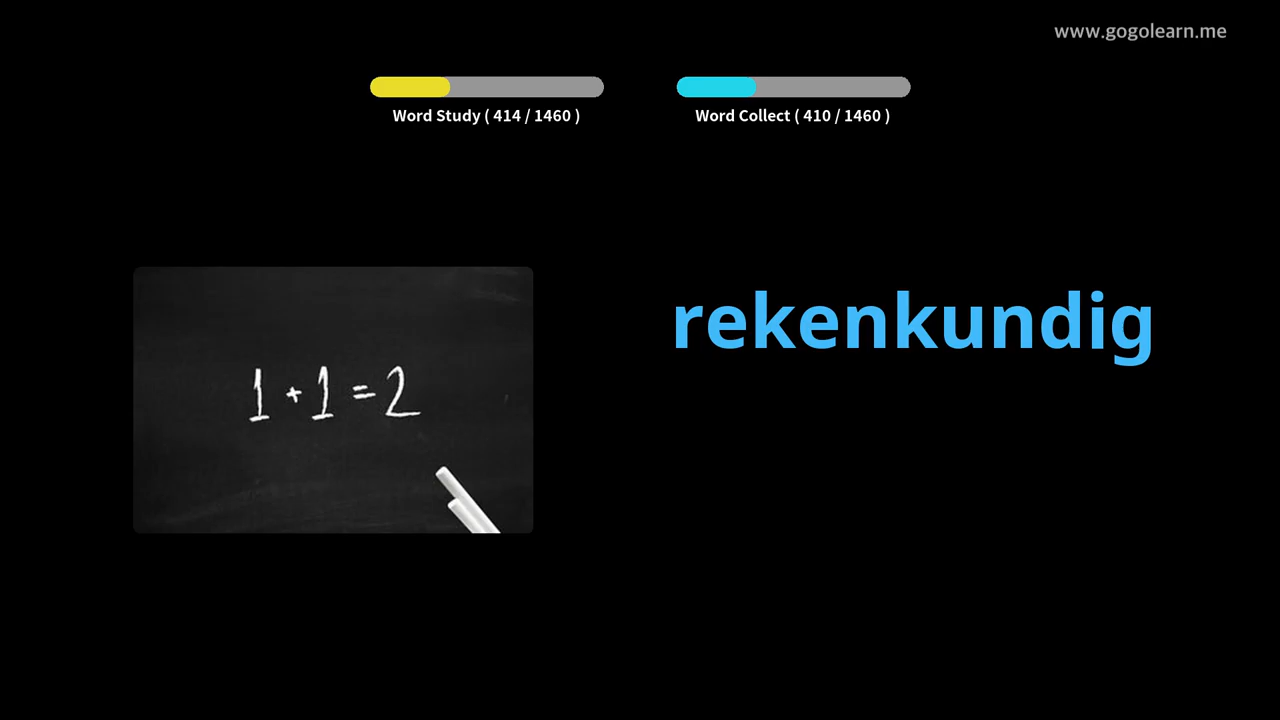 www.gogolearn.me
Word Study ( 414 / 1460 )
Word Collect ( 410 / 1460 )
rekenkundig
1 + 1 = 2